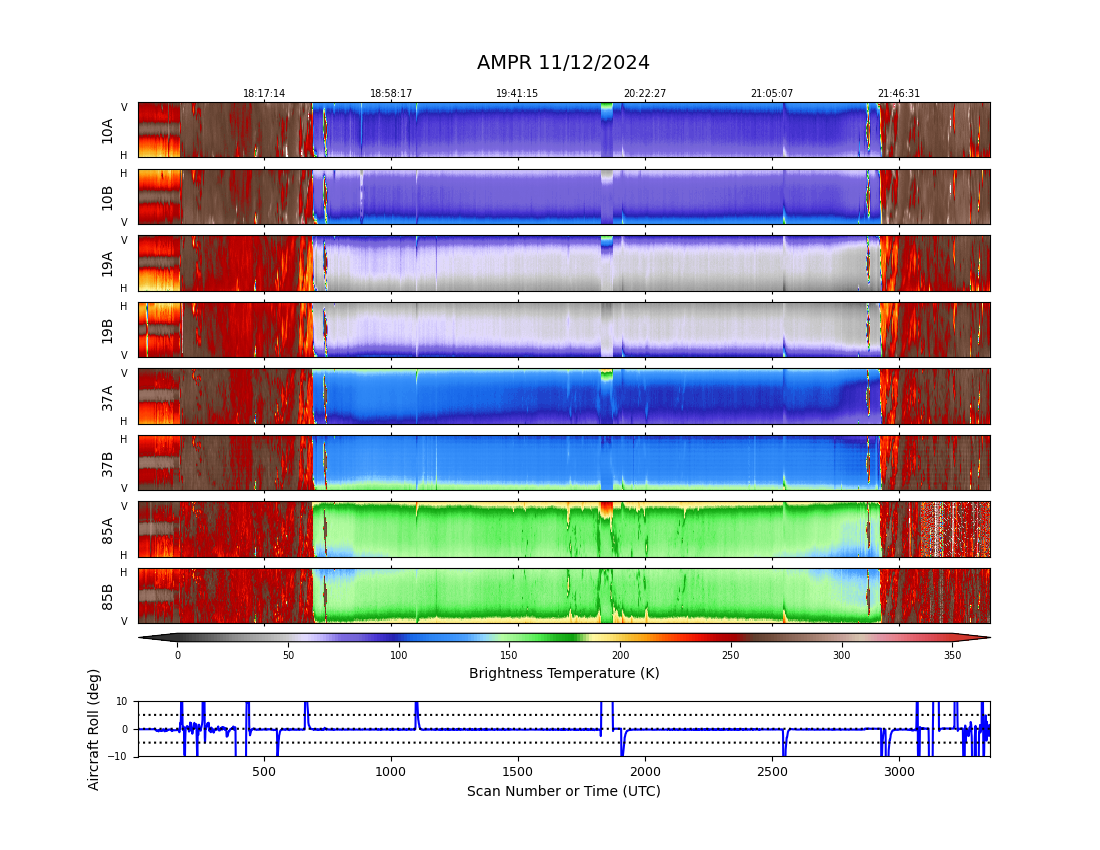 AMPR 11/12/2024
18:17:14 18:58:17 19:41:15 20:22:27 21:05:07 21:46:31
V
10A
H
H
10B
V
V
19A
H
H
19B
V
V
37A
H
H
37B
V
V
85A
H
H
85B
V
0 50 100 150 200 250 300 350
Brightness Temperature (K)
Aircraft Roll (deg)
10
0
−10
500 1000 1500 2000 2500 3000
Scan Number or Time (UTC)